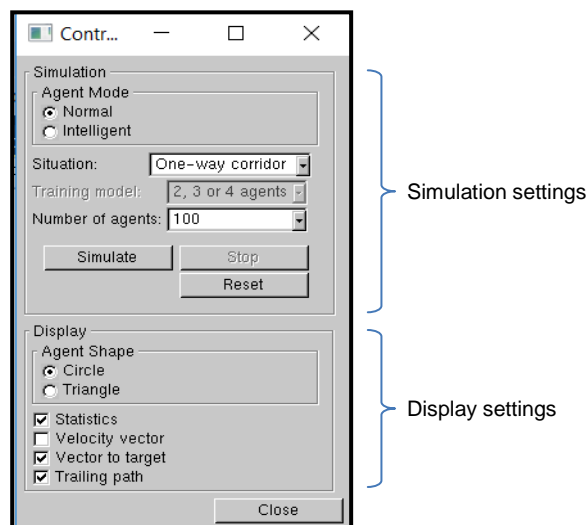 Contr...
Simulation
Agent Mode
Normal
Intelligent
Situation: One-way corridor
Training model: 2, 3 or 4 agents
Number of agents: 100
Simulate Stop
Reset
Simulation settings
Display
Agent Shape
Circle
Triangle
Statistics
Velocity vector
Vector to target
Trailing path
Display settings
Close